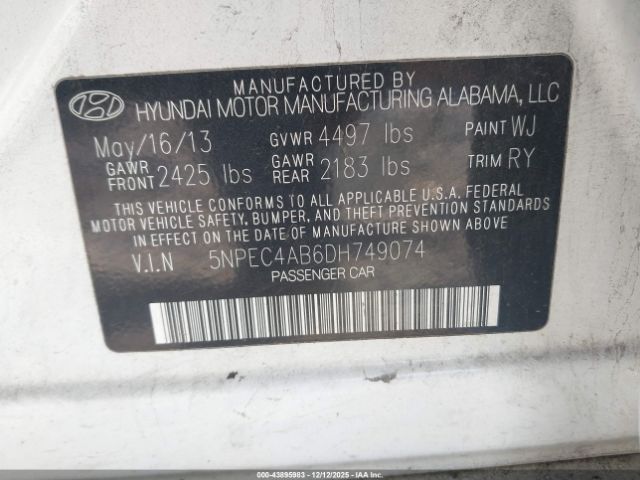 MANUFACTURED BY
HYUNDAI MOTOR MANUFACTURING ALABAMA, LLC
May/16/13 GVWR 4497 lbs PAINT WJ
GAWR FRONT 2425 lbs GAWR REAR 2183 lbs TRIM RY
THIS VEHICLE CONFORMS TO ALL APPLICABLE U.S.A. FEDERAL
MOTOR VEHICLE SAFETY, BUMPER, AND THEFT PREVENTION STANDARDS
IN EFFECT ON THE DATE OF MANUFACTURE SHOWN ABOVE
V.I.N 5NPEC4AB6DH749074
PASSENGER CAR
000-43895983 - 12/12/2025 - IAAI.COM